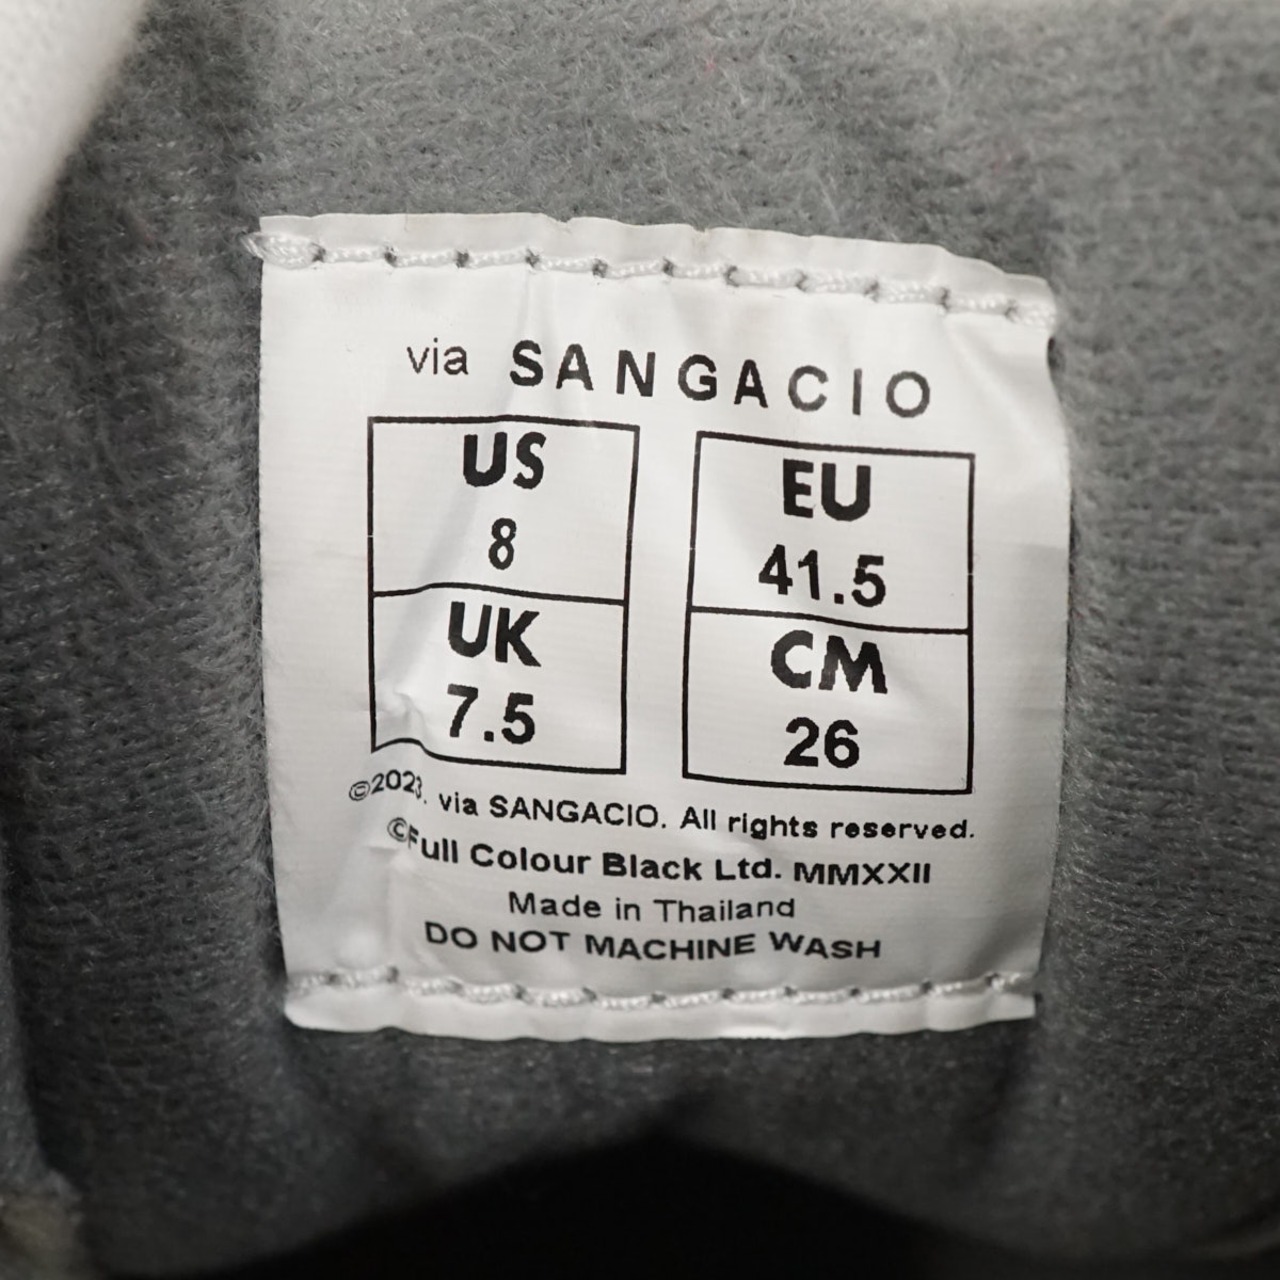 via SANGACIO
US
8
UK
7.5
EU
41.5
CM
26
©2023. via SANGACIO. All rights reserved.
©Full Colour Black Ltd. MMXXII
Made in Thailand
DO NOT MACHINE WASH